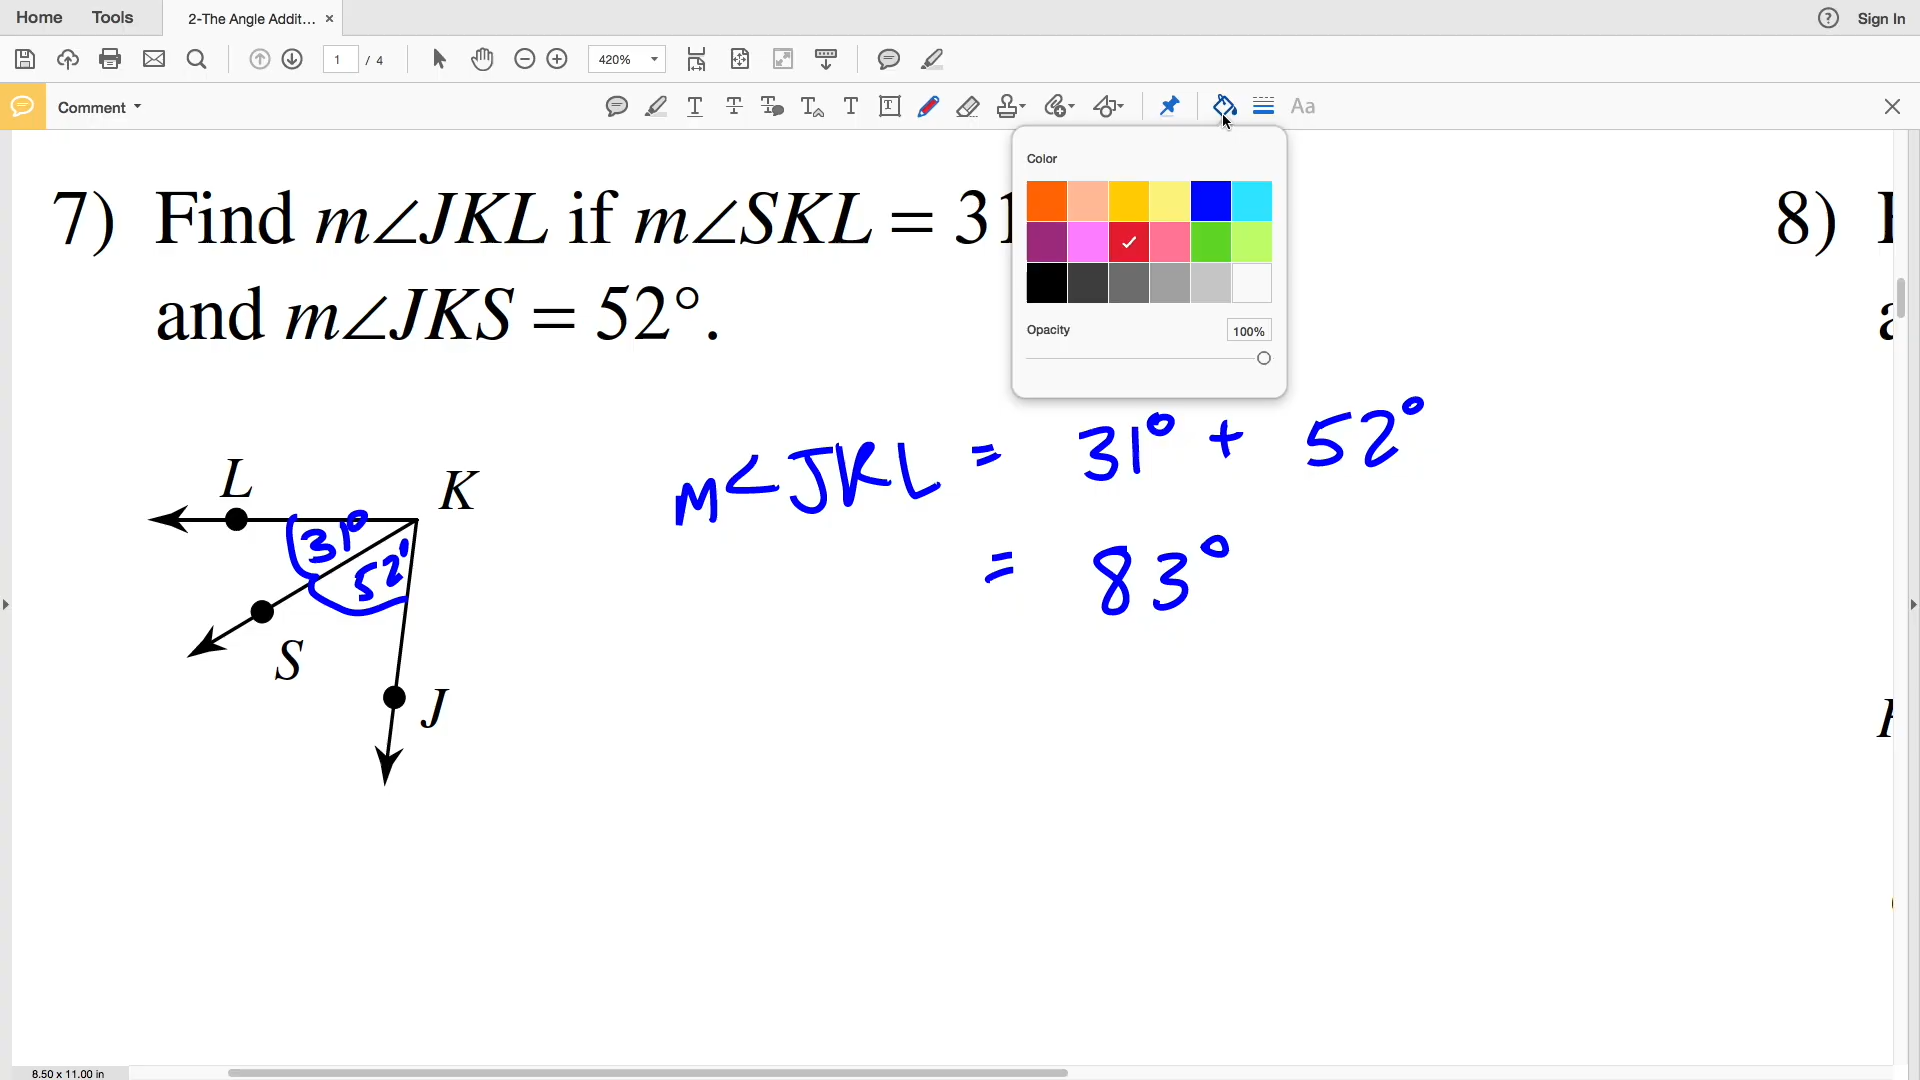 Home Tools 2-The Angle Addit... × ? Sign In
1 / 4 420%
Comment T T T T T T Aa
Color
Opacity 100%
7) Find m∠JKL if m∠SKL = 31
and m∠JKS = 52°.
8)
m<JKL = 31° + 52°
= 83°
L
K
31°
52°
S
J
8.50 x 11.00 in